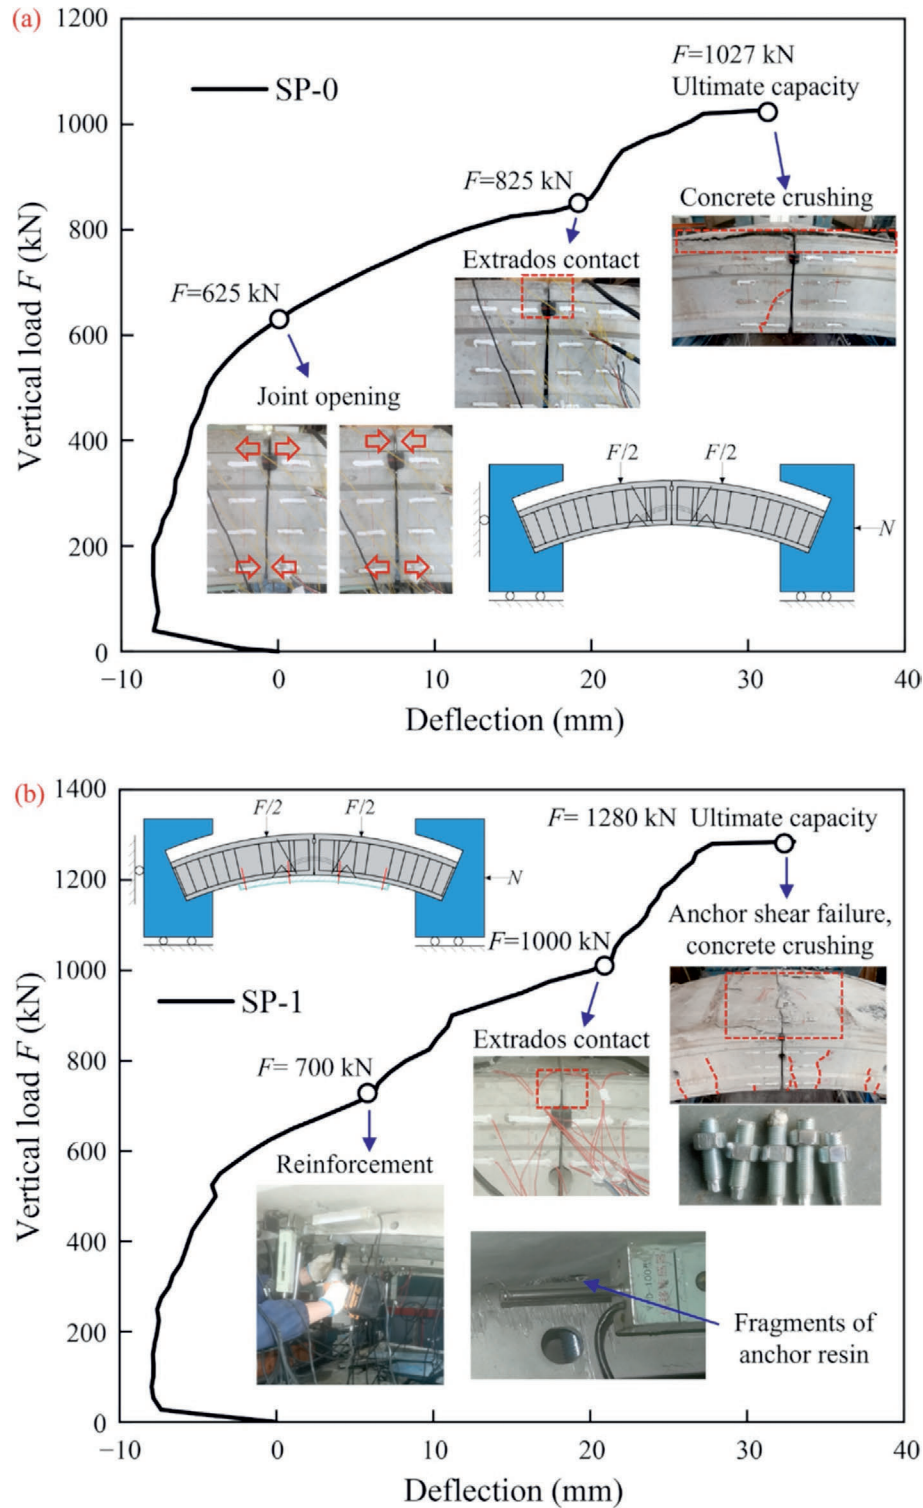 (a)
1200
1000
800
600
400
200
0
Vertical load F (kN)
SP-0
F=1027 kN
Ultimate capacity
Concrete crushing
F=825 kN
Extrados contact
F=625 kN
Joint opening
F/2
F/2
N
−10
0
10
20
30
40
Deflection (mm)
(b)
1400
1200
1000
800
600
400
200
0
Vertical load F (kN)
F/2
F/2
N
SP-1
F= 1280 kN Ultimate capacity
Anchor shear failure,
concrete crushing
F=1000 kN
Extrados contact
F= 700 kN
Reinforcement
Fragments of
anchor resin
−10
0
10
20
30
40
Deflection (mm)